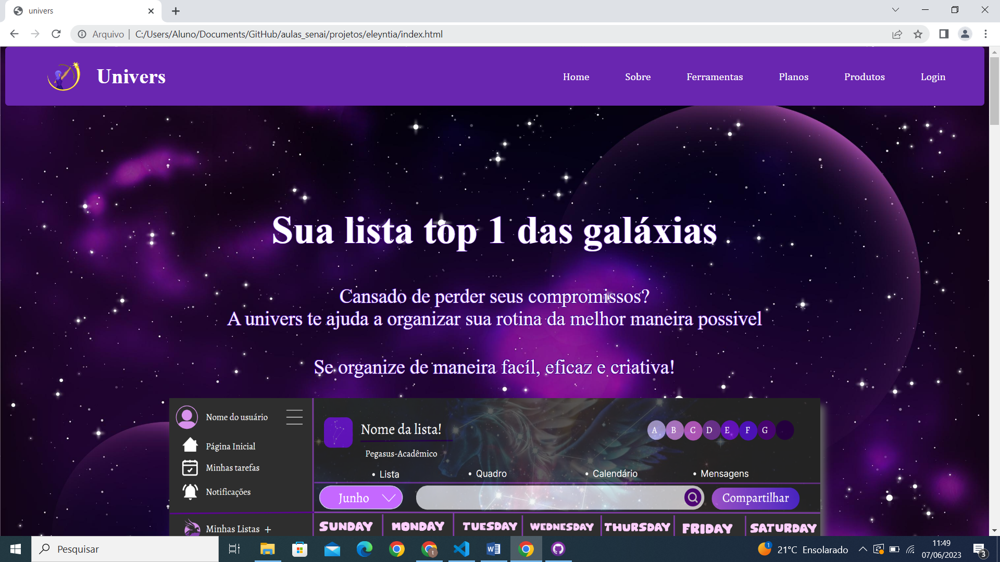 univers
Arquivo
C:/Users/Aluno/Documents/GitHub/aulas_senai/projetos/eleyntia/index.html
Univers
Home
Sobre
Ferramentas
Planos
Produtos
Login
Sua lista top 1 das galáxias
Cansado de perder seus compromissos?
A univers te ajuda a organizar sua rotina da melhor maneira possivel
Se organize de maneira facíl, eficaz e criativa!
Nome do usuário
Página Inicial
Minhas tarefas
Notificações
Minhas Listas +
Nome da lista!
Pegasus-Acadêmico
A B C D E F G
• Lista
• Quadro
• Calendário
• Mensagens
Junho
Compartilhar
SUNDAY
MONDAY
TUESDAY
WEDNESDAY
THURSDAY
FRIDAY
SATURDAY
Pesquisar
1
21°C Ensolarado
11:49
07/06/2023
3